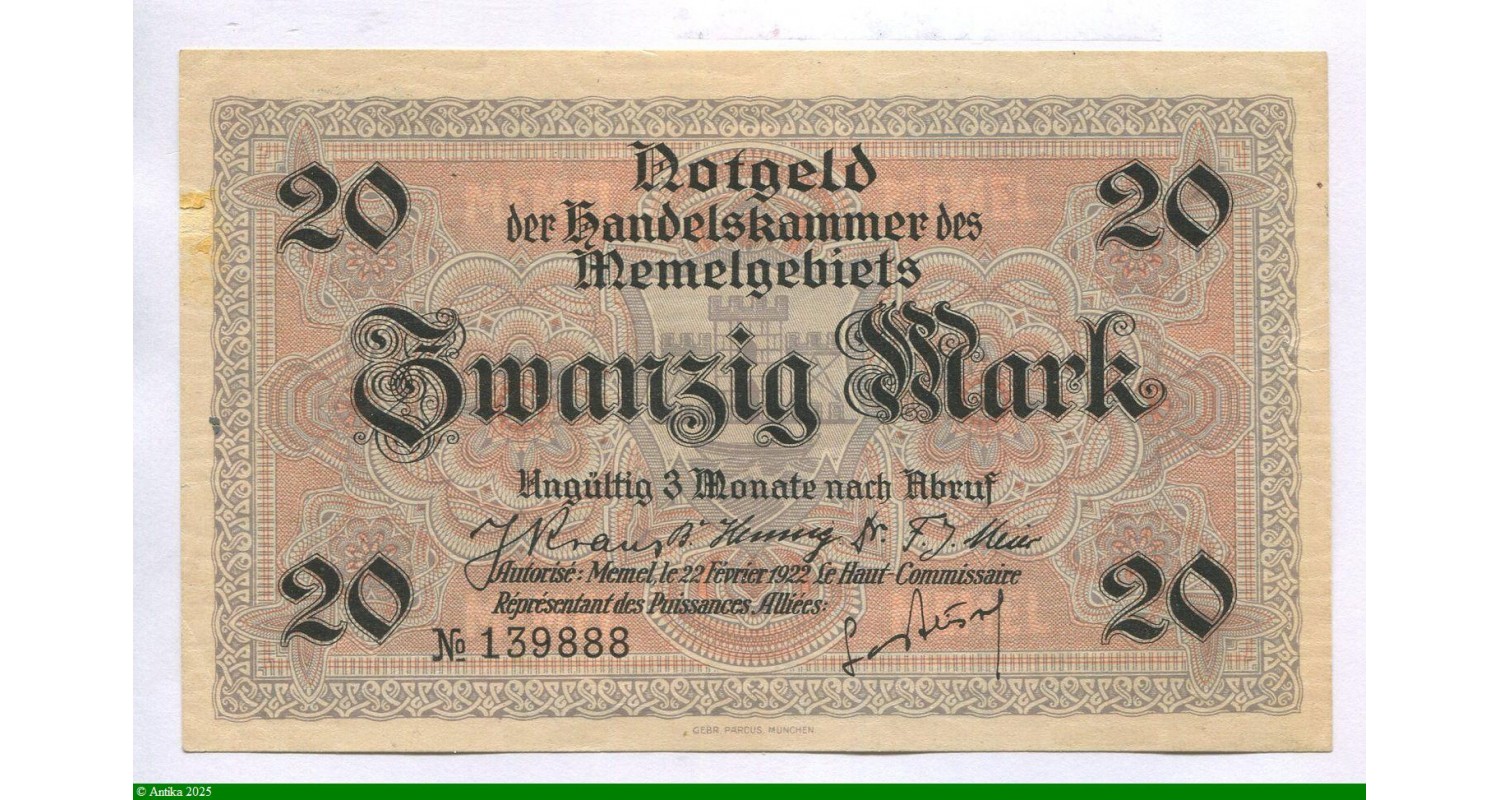 Notgeld
20
20
der Handelskammer des
Memelgebiets
Zwanzig Mark
Ungültig 3 Monate nach Abruf
Autorisé: Memel, le 22 Février 1922 Le Haut-Commissaire
Représentant des Puissances Alliées:
20
20
№ 139888
GEBR. PARCUS, MÜNCHEN.
© Antika 2025